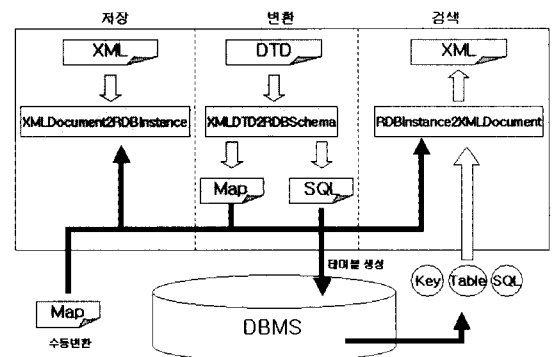 저장 변환 검색
XML DTD XML
XMLDocument2RDBInstance XMLDTD2RDBSchema RDBInstance2XMLDocument
Map SQL
테이블 생성
Key Table SQL
Map
DBMS
수동변환